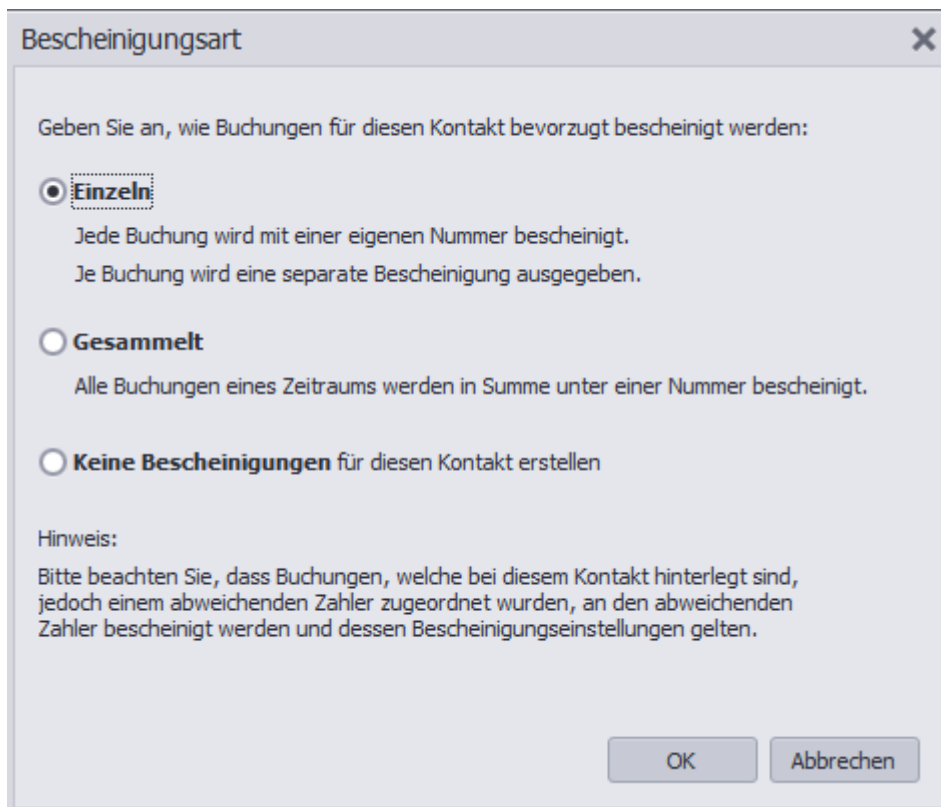 Bescheinigungsart
Geben Sie an, wie Buchungen für diesen Kontakt bevorzugt bescheinigt werden:
Einzeln
Jede Buchung wird mit einer eigenen Nummer bescheinigt.
Je Buchung wird eine separate Bescheinigung ausgegeben.
Gesammelt
Alle Buchungen eines Zeitraums werden in Summe unter einer Nummer bescheinigt.
Keine Bescheinigungen für diesen Kontakt erstellen
Hinweis:
Bitte beachten Sie, dass Buchungen, welche bei diesem Kontakt hinterlegt sind,
jedoch einem abweichenden Zahler zugeordnet wurden, an den abweichenden
Zahler bescheinigt werden und dessen Bescheinigungseinstellungen gelten.
OK
Abbrechen